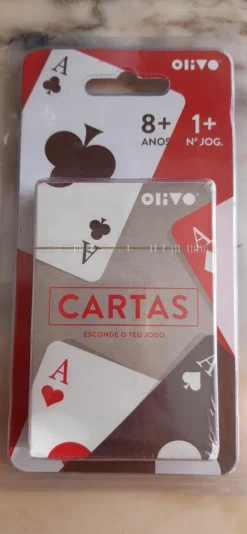 OLIVO
A
8+ 1+
ANOS Nº JOG.
OLIVO
A
A
CARTAS
ESCONDE O TEU JOGO
A
A